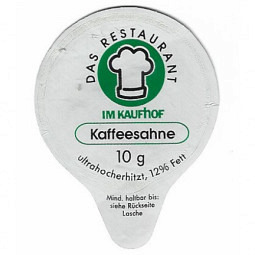 DAS RESTAURANT
IM KAUFHOF
Kaffeesahne
10 g
ultrahocherhitzt, 12% Fett
Mind. haltbar bis:
siehe Rückseite
Lasche